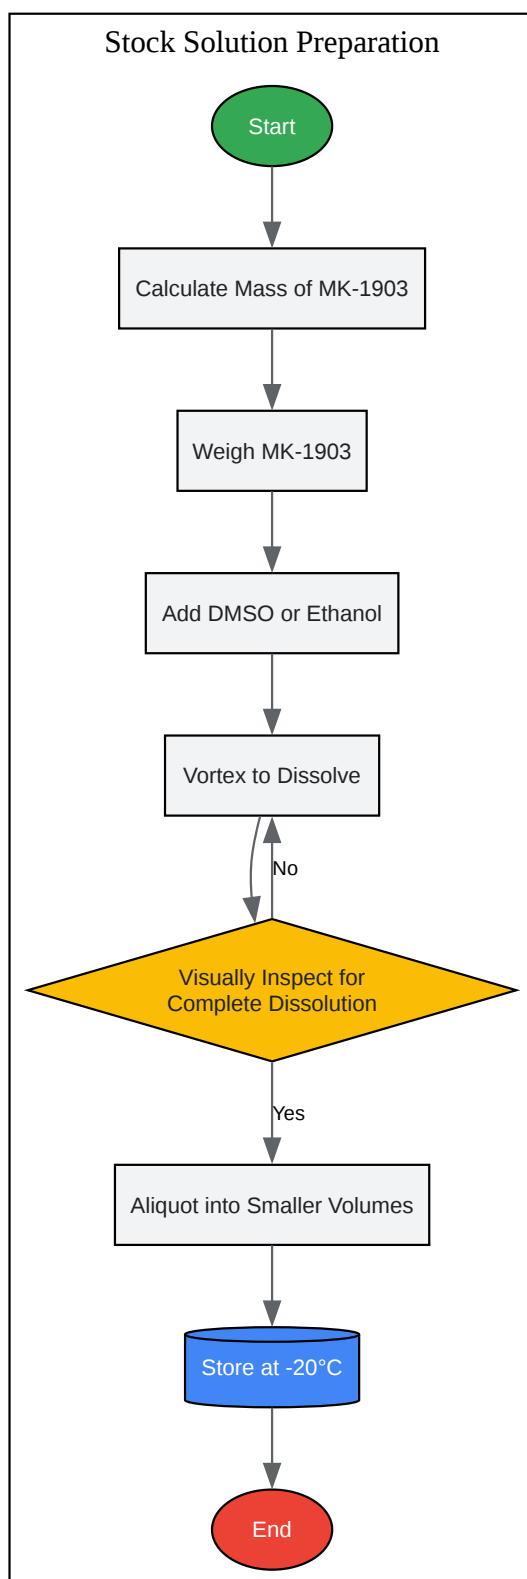 Stock Solution Preparation
Start
Calculate Mass of MK-1903
Weigh MK-1903
Add DMSO or Ethanol
Vortex to Dissolve
No
Visually Inspect for
Complete Dissolution
Yes
Aliquot into Smaller Volumes
Store at -20°C
End